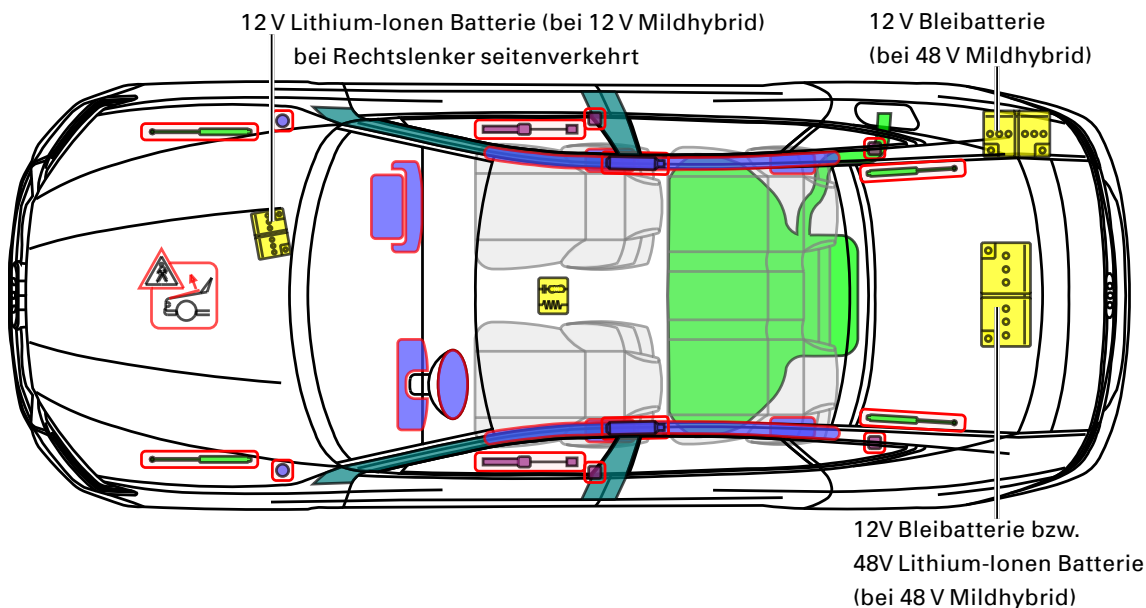 12 V Lithium-Ionen Batterie (bei 12 V Mildhybrid)
bei Rechtslenker seitenverkehrt
12 V Bleibatterie
(bei 48 V Mildhybrid)
12V Bleibatterie bzw.
48V Lithium-Ionen Batterie
(bei 48 V Mildhybrid)